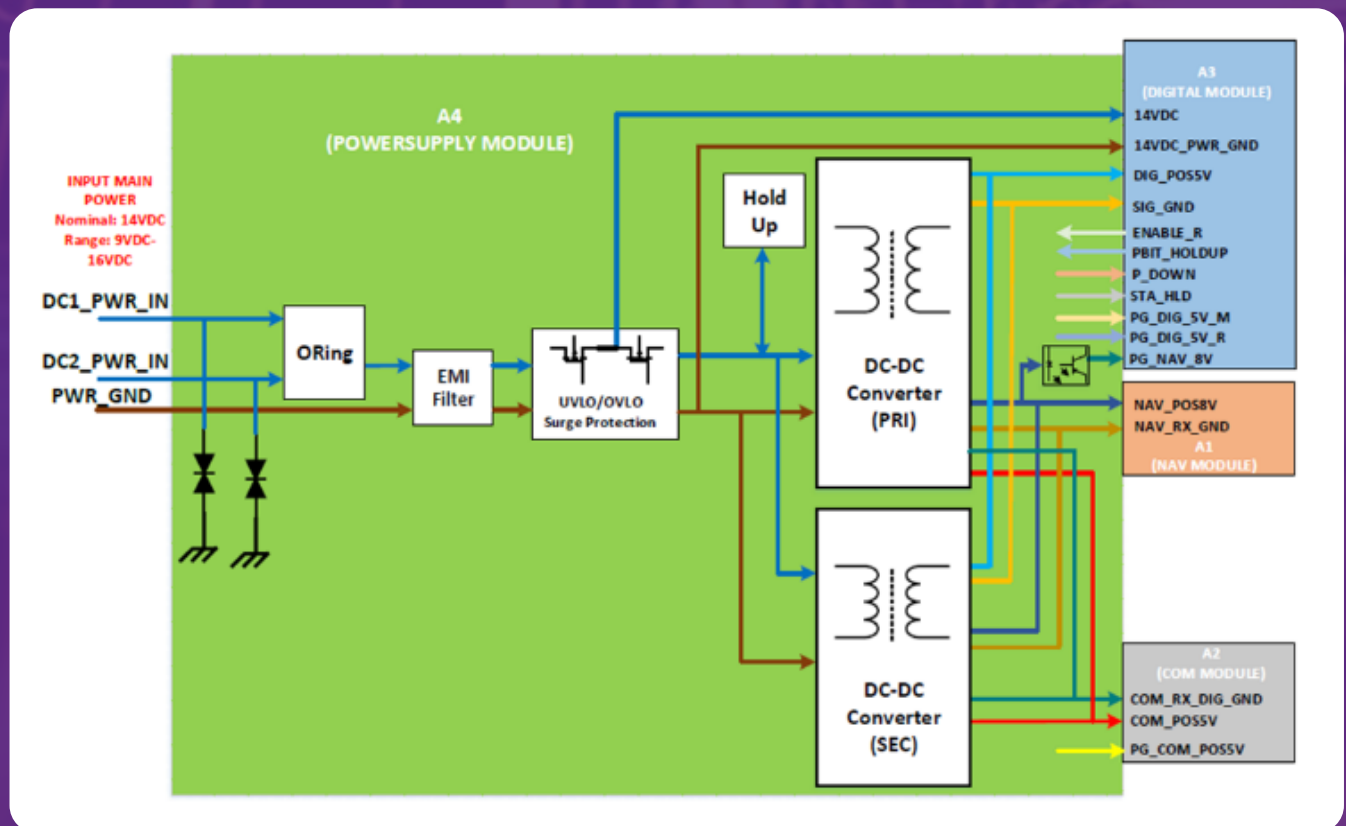 A4
(POWERSUPPLY MODULE)
INPUT MAIN
POWER
Nominal: 14VDC
Range: 9VDC-
16VDC
DC1_PWR_IN
DC2_PWR_IN
PWR_GND
ORing
EMI
Filter
UVLO/OVLO
Surge Protection
Hold
Up
DC-DC
Converter
(PRI)
DC-DC
Converter
(SEC)
A3
(DIGITAL MODULE)
14VDC
14VDC_PWR_GND
DIG_POS5V
SIG_GND
ENABLE_R
PBIT_HOLDUP
P_DOWN
STA_HLD
PG_DIG_5V_M
PG_DIG_5V_R
PG_NAV_8V
NAV_POS8V
NAV_RX_GND
A1
(NAV MODULE)
A2
(COM MODULE)
COM_RX_DIG_GND
COM_POS5V
PG_COM_POS5V